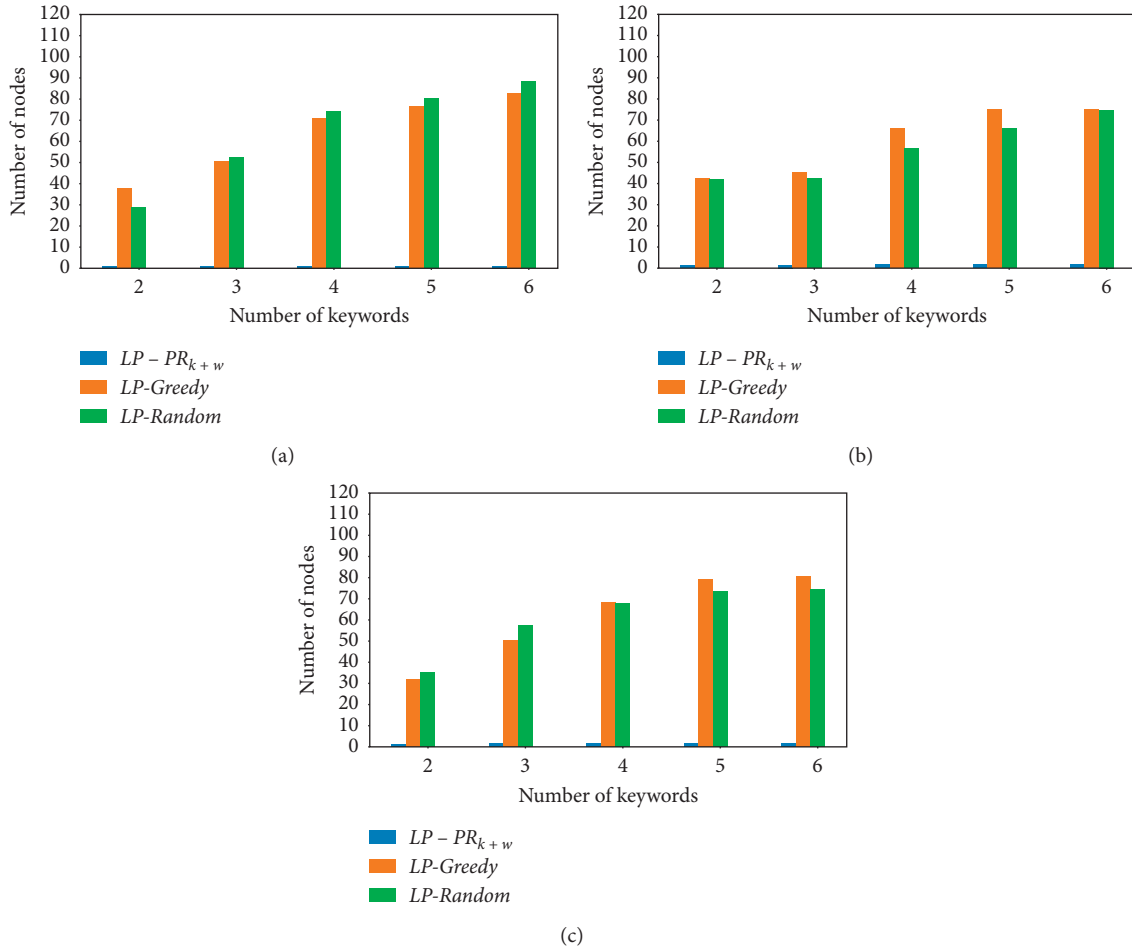 120
110
100
90
80
70
60
50
40
30
20
10
0
Number of nodes
2 3 4 5 6
Number of keywords
LP – PRk + w
LP-Greedy
LP-Random
(a)
120
110
100
90
80
70
60
50
40
30
20
10
0
Number of nodes
2 3 4 5 6
Number of keywords
LP – PRk + w
LP-Greedy
LP-Random
(b)
120
110
100
90
80
70
60
50
40
30
20
10
0
Number of nodes
2 3 4 5 6
Number of keywords
LP – PRk + w
LP-Greedy
LP-Random
(c)